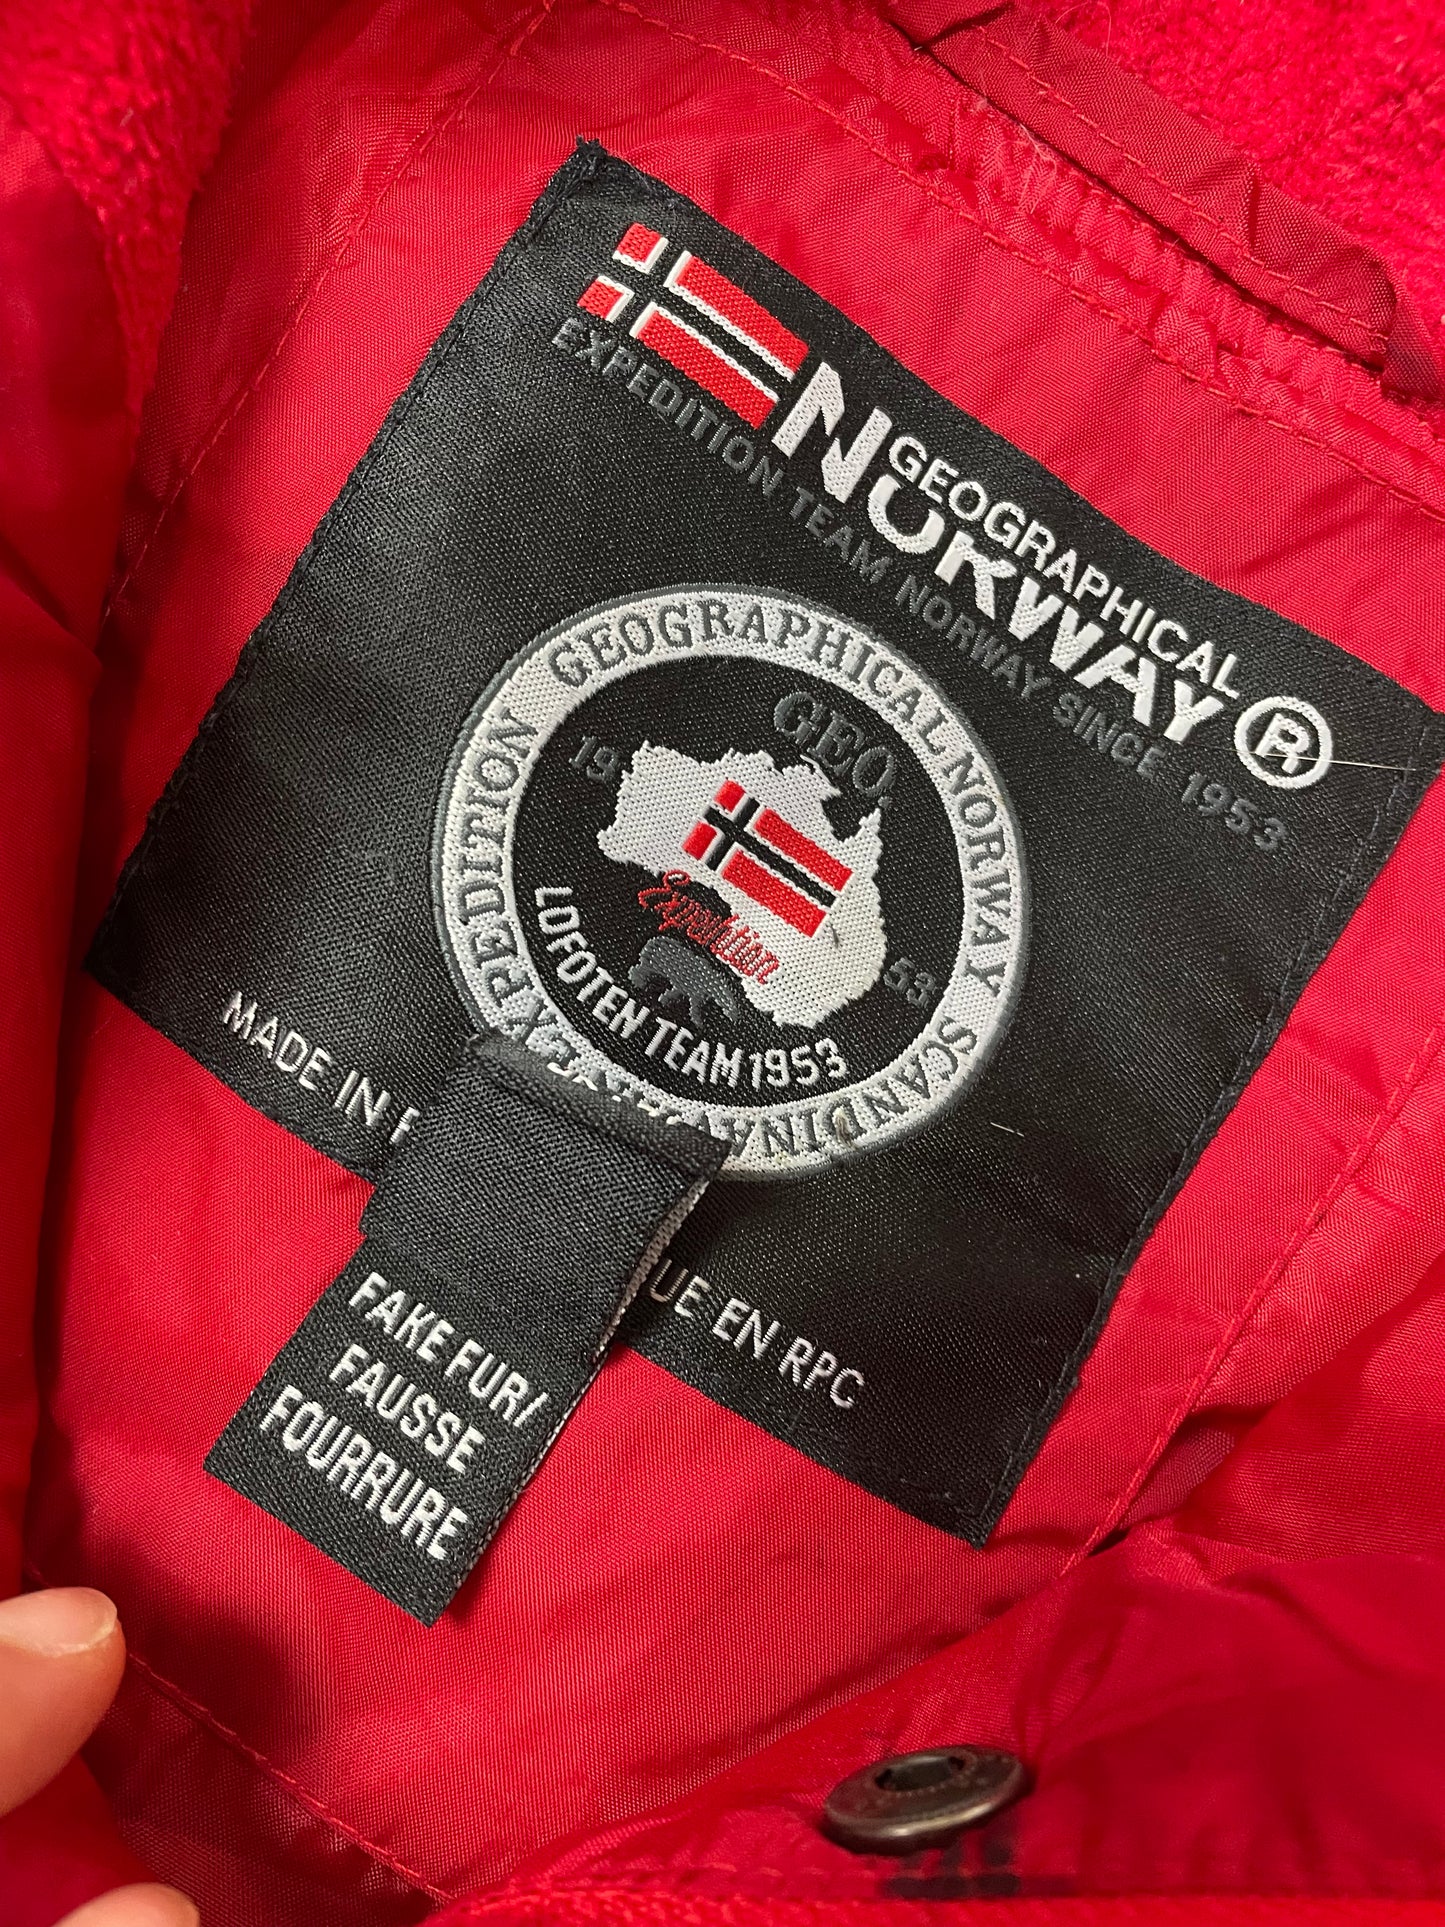 GEOGRAPHICAL
NORWAY ®
EXPEDITION TEAM NORWAY SINCE 1953
GEOGRAPHICAL NORWAY
SCANDINAV
EXPEDITION
GEO.
19 53
Expedition
LOFOTEN TEAM 1953
MADE IN
UE EN RPC
FAKE FUR/
FAUSSE
FOURRURE